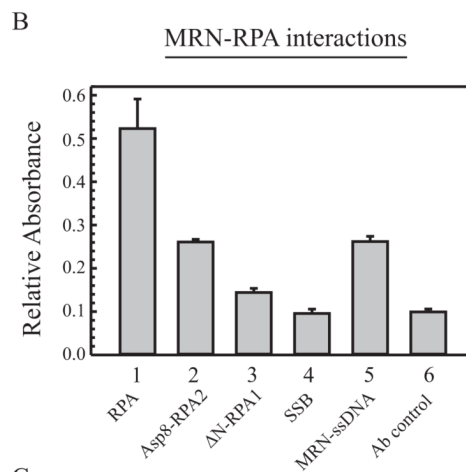 B
MRN-RPA interactions
Relative Absorbance
0.6
0.5
0.4
0.3
0.2
0.1
0.0
1 2 3 4 5 6
RPA
Asp8-RPA2
ΔN-RPA1
SSB
MRN-ssDNA
Ab control